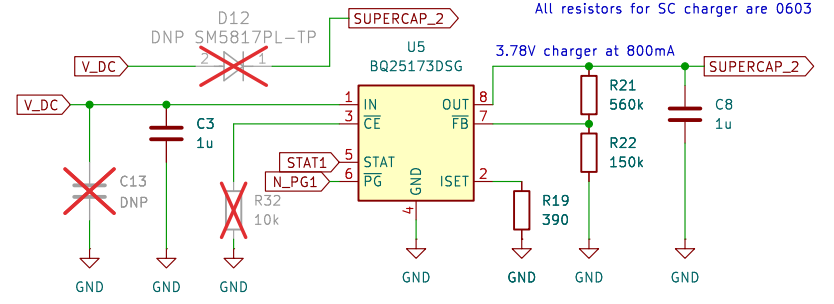 All resistors for SC charger are 0603
D12
DNP SM5817PL-TP
SUPERCAP_2
V_DC
2
1
U5
BQ25173DSG
3.78V charger at 800mA
SUPERCAP_2
V_DC
1
IN
OUT
8
3
CE
FB
7
STAT1
5
STAT
N_PG1
6
PG
GND
ISET
2
4
C3
1u
C13
DNP
R32
10k
R19
390
R21
560k
R22
150k
C8
1u
GND
GND
GND
GND
GND
GND
GND